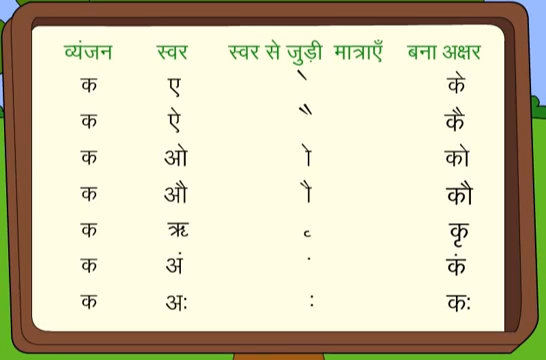 व्यंजन स्वर स्वर से जुड़ी मात्राएँ बना अक्षर
क ए े के
क ऐ ै कै
क ओ ो को
क औ ौ कौ
क ऋ ृ कृ
क अं ं कं
क अः ः कः